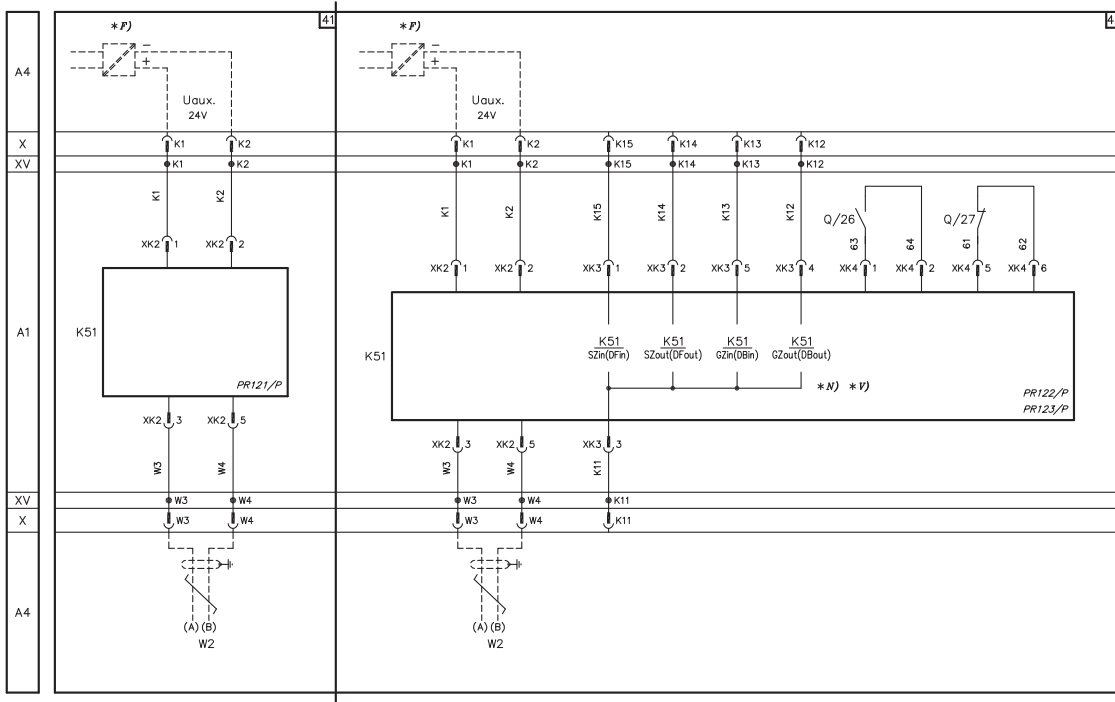 *F) 41 *F) 4
− −
A4 + +
Uaux. Uaux.
24V 24V
X K1 K2 K1 K2 K15 K14 K13 K12
XV K1 K2 K1 K2 K15 K14 K13 K12
K1 K2 K1 K2 K15 K14 K13 K12 Q/26 63 64 Q/27 61 62
XK2 1 XK2 2 XK2 1 XK2 2 XK3 1 XK3 2 XK3 5 XK3 4 XK4 1 XK4 2 XK4 5 XK4 6
A1 K51 K51 K51 K51 K51 K51
SZin(DFin) SZout(DFout) GZin(DBin) GZout(DBout)
PR121/P *N) *V) PR122/P
PR123/P
XK2 3 XK2 5 XK2 3 XK2 5 XK3 3
W3 W4 W3 W4 K11
XV W3 W4 W3 W4 K11
X W3 W4 W3 W4 K11
A4
(A) (B) (A) (B)
W2 W2